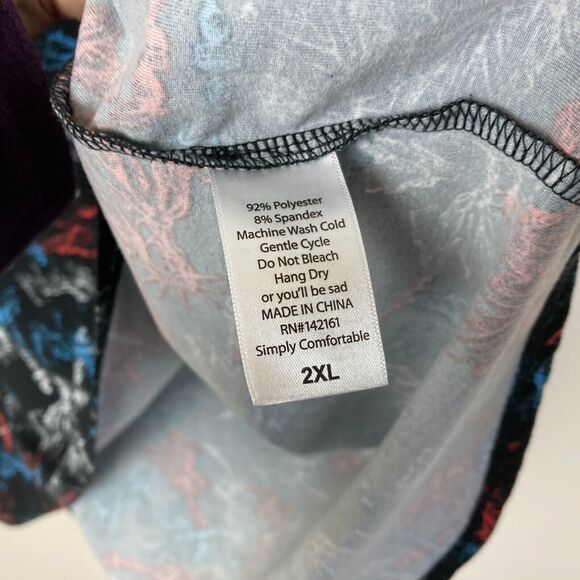 92% Polyester
8% Spandex
Machine Wash Cold
Gentle Cycle
Do Not Bleach
Hang Dry
or you'll be sad
MADE IN CHINA
RN#142161
Simply Comfortable
2XL